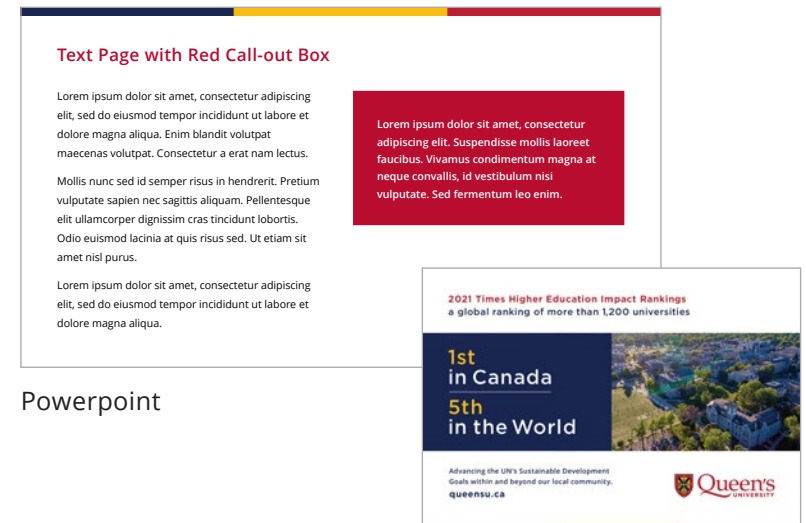 Text Page with Red Call-out Box
Lorem ipsum dolor sit amet, consectetur adipiscing
elit, sed do eiusmod tempor incididunt ut labore et
dolore magna aliqua. Enim blandit volutpat
maecenas volutpat. Consectetur a erat nam lectus.
Mollis nunc sed id semper risus in hendrerit. Pretium
vulputate sapien nec sagittis aliquam. Pellentesque
elit ullamcorper dignissim cras tincidunt lobortis.
Odio euismod lacinia at quis risus sed. Ut etiam sit
amet nisl purus.
Lorem ipsum dolor sit amet, consectetur adipiscing
elit, sed do eiusmod tempor incididunt ut labore et
dolore magna aliqua.
Lorem ipsum dolor sit amet, consectetur
adipiscing elit. Suspendisse mollis laoreet
faucibus. Vivamus condimentum magna at
neque convallis, id vestibulum nisi
vulputate. Sed fermentum leo enim.
Powerpoint
2021 Times Higher Education Impact Rankings
a global ranking of more than 1,200 universities
1st
in Canada
5th
in the World
Advancing the UN's Sustainable Development
Goals within and beyond our local community.
queensu.ca
Queen's
UNIVERSITY